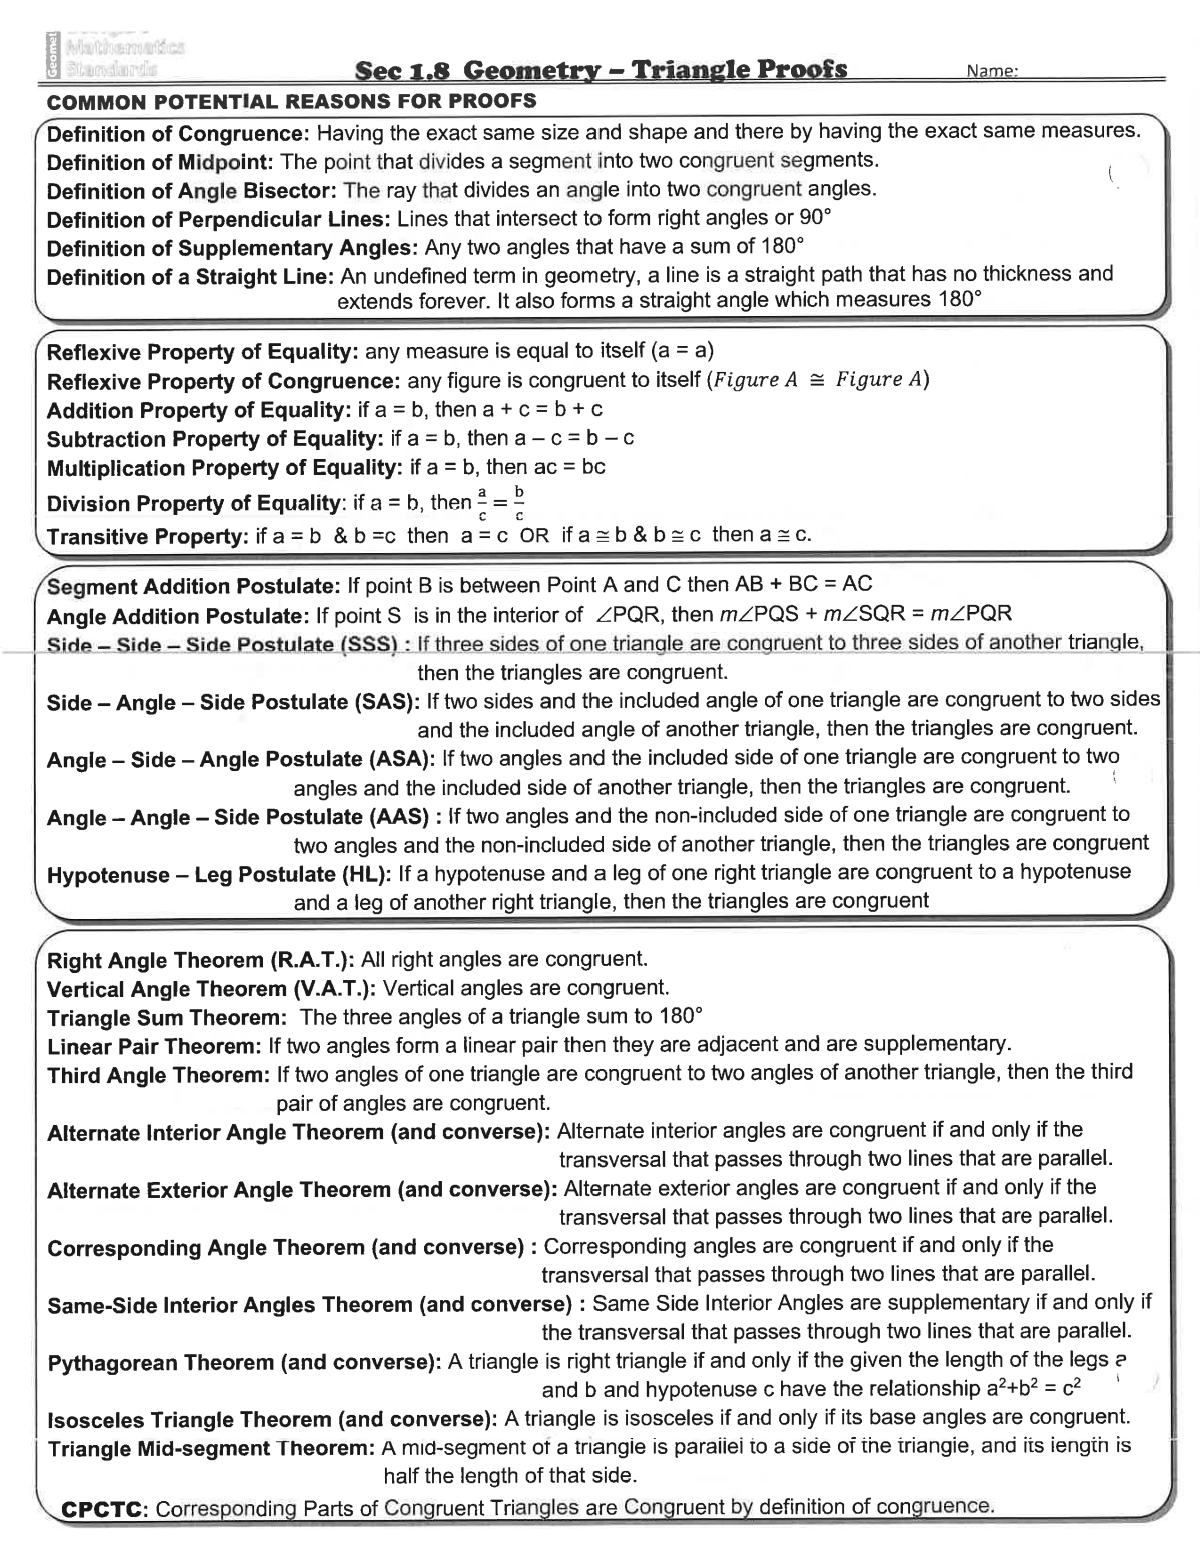 Geomet
Mathematics
Standards
Sec 1.8 Geometry – Triangle Proofs
Name:
COMMON POTENTIAL REASONS FOR PROOFS
Definition of Congruence: Having the exact same size and shape and there by having the exact same measures.
Definition of Midpoint: The point that divides a segment into two congruent segments.
Definition of Angle Bisector: The ray that divides an angle into two congruent angles.
Definition of Perpendicular Lines: Lines that intersect to form right angles or 90°
Definition of Supplementary Angles: Any two angles that have a sum of 180°
Definition of a Straight Line: An undefined term in geometry, a line is a straight path that has no thickness and
extends forever. It also forms a straight angle which measures 180°
Reflexive Property of Equality: any measure is equal to itself (a = a)
Reflexive Property of Congruence: any figure is congruent to itself (Figure A ≅ Figure A)
Addition Property of Equality: if a = b, then a + c = b + c
Subtraction Property of Equality: if a = b, then a – c = b – c
Multiplication Property of Equality: if a = b, then ac = bc
Division Property of Equality: if a = b, then a/c = b/c
Transitive Property: if a = b & b =c then a = c OR if a ≅ b & b ≅ c then a ≅ c.
Segment Addition Postulate: If point B is between Point A and C then AB + BC = AC
Angle Addition Postulate: If point S is in the interior of ∠PQR, then m∠PQS + m∠SQR = m∠PQR
Side – Side – Side Postulate (SSS) : If three sides of one triangle are congruent to three sides of another triangle,
then the triangles are congruent.
Side – Angle – Side Postulate (SAS): If two sides and the included angle of one triangle are congruent to two sides
and the included angle of another triangle, then the triangles are congruent.
Angle – Side – Angle Postulate (ASA): If two angles and the included side of one triangle are congruent to two
angles and the included side of another triangle, then the triangles are congruent.
Angle – Angle – Side Postulate (AAS) : If two angles and the non-included side of one triangle are congruent to
two angles and the non-included side of another triangle, then the triangles are congruent
Hypotenuse – Leg Postulate (HL): If a hypotenuse and a leg of one right triangle are congruent to a hypotenuse
and a leg of another right triangle, then the triangles are congruent
Right Angle Theorem (R.A.T.): All right angles are congruent.
Vertical Angle Theorem (V.A.T.): Vertical angles are congruent.
Triangle Sum Theorem: The three angles of a triangle sum to 180°
Linear Pair Theorem: If two angles form a linear pair then they are adjacent and are supplementary.
Third Angle Theorem: If two angles of one triangle are congruent to two angles of another triangle, then the third
pair of angles are congruent.
Alternate Interior Angle Theorem (and converse): Alternate interior angles are congruent if and only if the
transversal that passes through two lines that are parallel.
Alternate Exterior Angle Theorem (and converse): Alternate exterior angles are congruent if and only if the
transversal that passes through two lines that are parallel.
Corresponding Angle Theorem (and converse) : Corresponding angles are congruent if and only if the
transversal that passes through two lines that are parallel.
Same-Side Interior Angles Theorem (and converse) : Same Side Interior Angles are supplementary if and only if
the transversal that passes through two lines that are parallel.
Pythagorean Theorem (and converse): A triangle is right triangle if and only if the given the length of the legs a
and b and hypotenuse c have the relationship a²+b² = c²
Isosceles Triangle Theorem (and converse): A triangle is isosceles if and only if its base angles are congruent.
Triangle Mid-segment Theorem: A mid-segment of a triangle is parallel to a side of the triangle, and its length is
half the length of that side.
CPCTC: Corresponding Parts of Congruent Triangles are Congruent by definition of congruence.